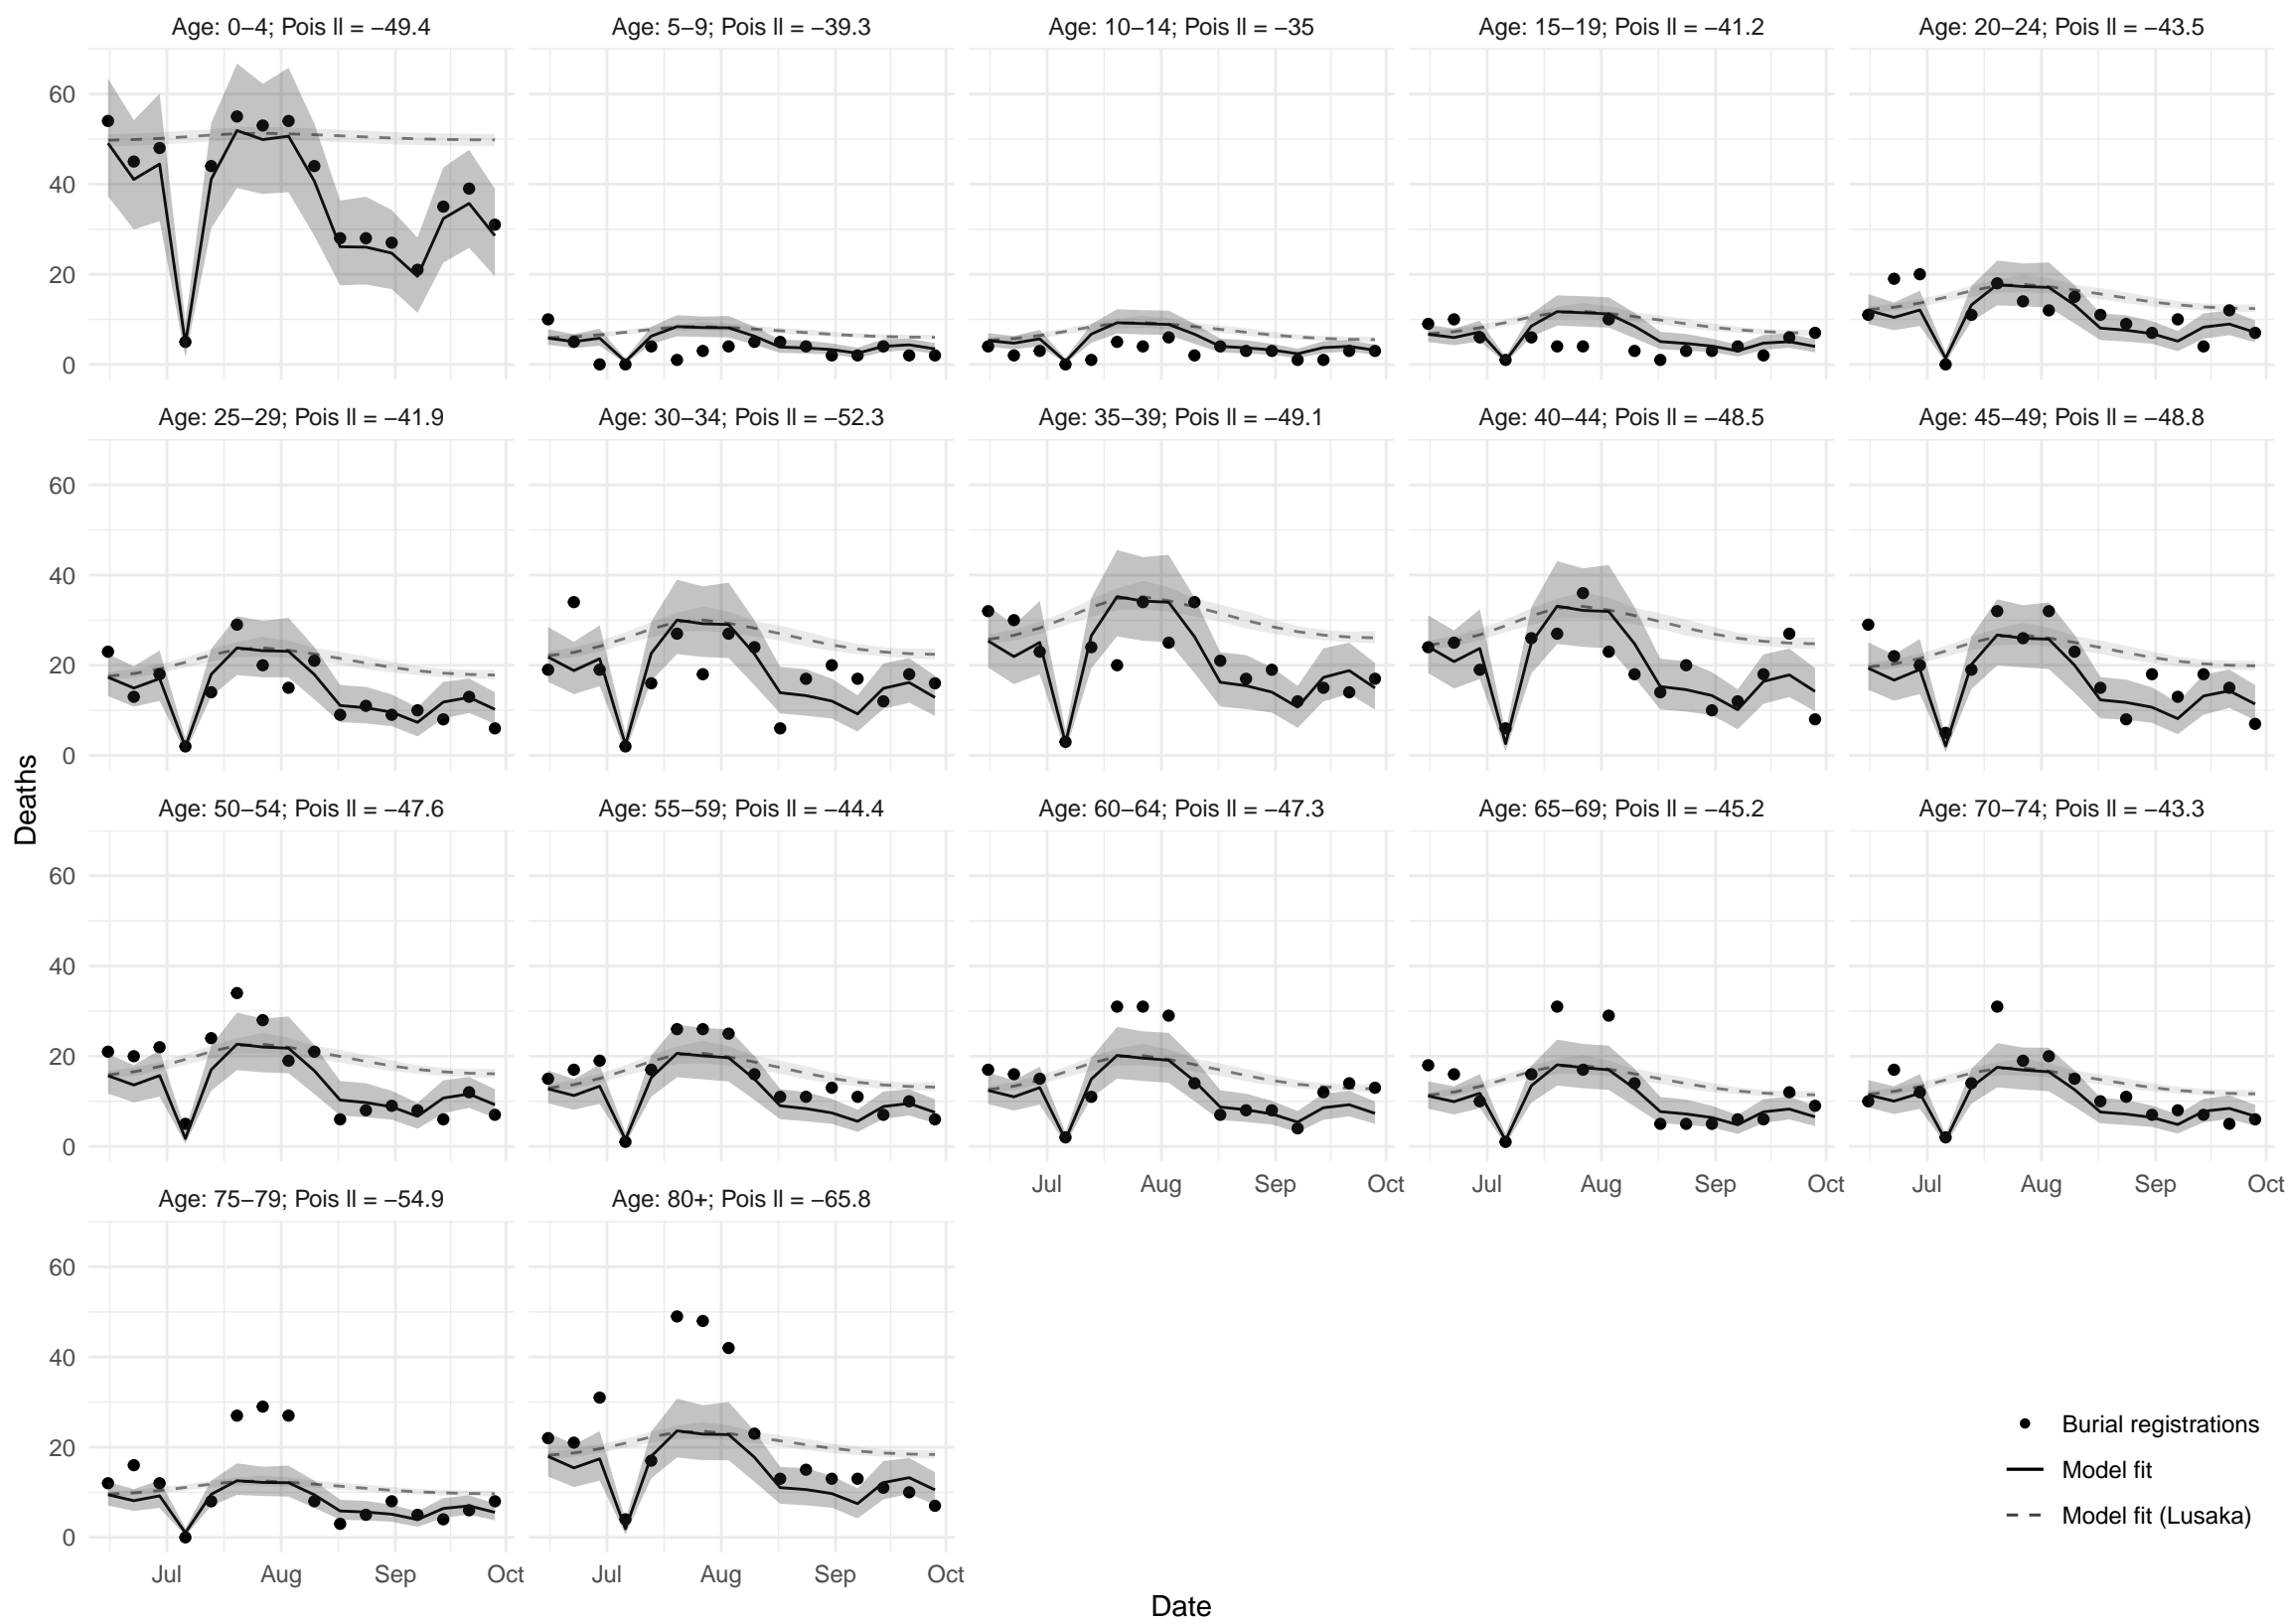 Age: 0−4; Pois ll = −49.4
Age: 5−9; Pois ll = −39.3
Age: 10−14; Pois ll = −35
Age: 15−19; Pois ll = −41.2
Age: 20−24; Pois ll = −43.5
60
40
20
0
Age: 25−29; Pois ll = −41.9
Age: 30−34; Pois ll = −52.3
Age: 35−39; Pois ll = −49.1
Age: 40−44; Pois ll = −48.5
Age: 45−49; Pois ll = −48.8
60
40
20
0
Deaths
Age: 50−54; Pois ll = −47.6
Age: 55−59; Pois ll = −44.4
Age: 60−64; Pois ll = −47.3
Age: 65−69; Pois ll = −45.2
Age: 70−74; Pois ll = −43.3
60
40
20
0
Jul Aug Sep Oct
Jul Aug Sep Oct
Jul Aug Sep Oct
Age: 75−79; Pois ll = −54.9
Age: 80+; Pois ll = −65.8
60
40
20
0
Jul Aug Sep Oct
Jul Aug Sep Oct
Burial registrations
Model fit
Model fit (Lusaka)
Date